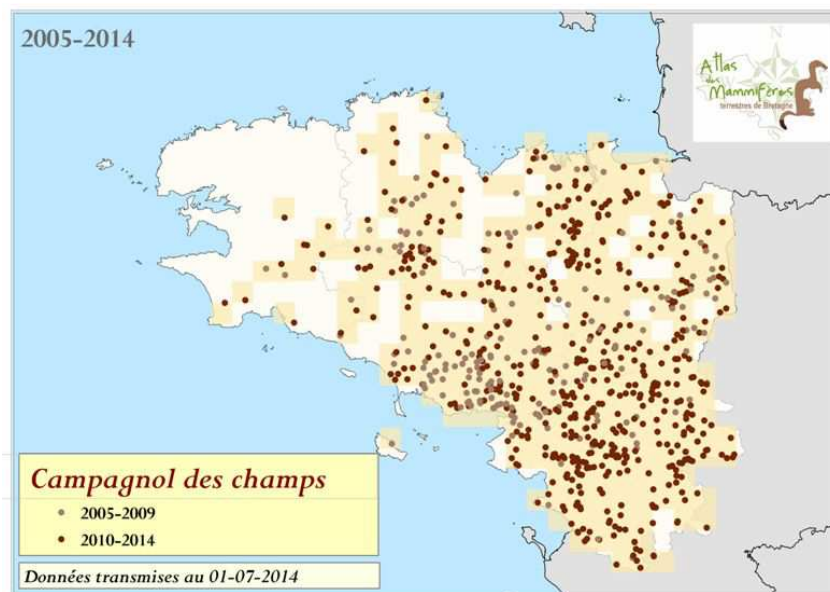 2005-2014
N
Atlas
des
Mammifères
terrestres de Bretagne
Campagnol des champs
2005-2009
2010-2014
Données transmises au 01-07-2014